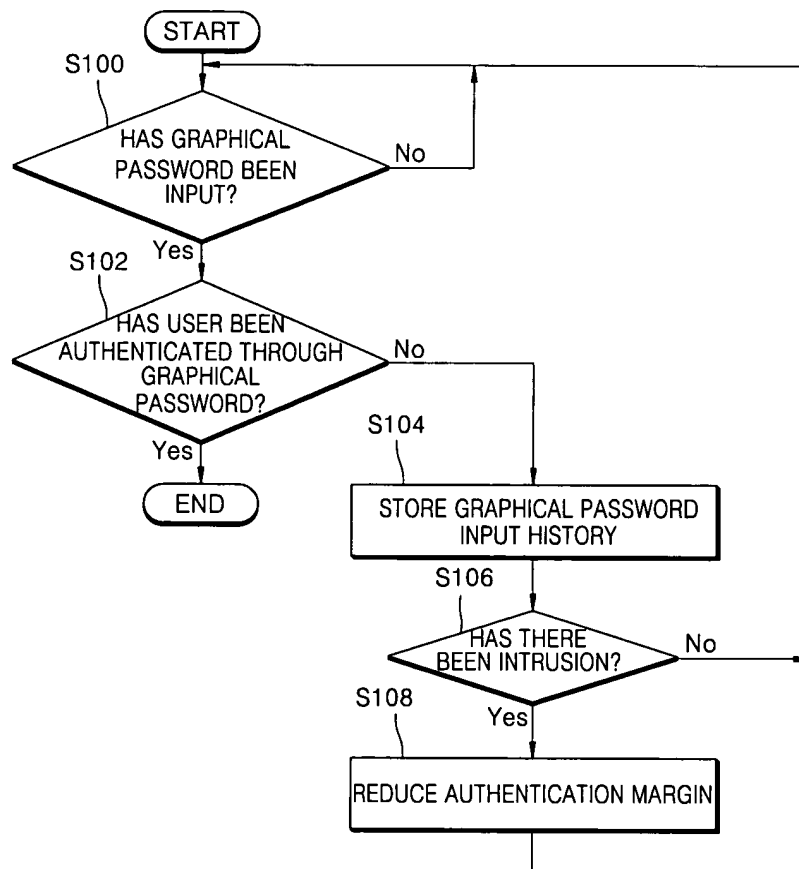 START
S100
HAS GRAPHICAL
PASSWORD BEEN
INPUT?
No
Yes
S102
HAS USER BEEN
AUTHENTICATED THROUGH
GRAPHICAL
PASSWORD?
No
Yes
END
S104
STORE GRAPHICAL PASSWORD
INPUT HISTORY
S106
HAS THERE
BEEN INTRUSION?
No
Yes
S108
REDUCE AUTHENTICATION MARGIN